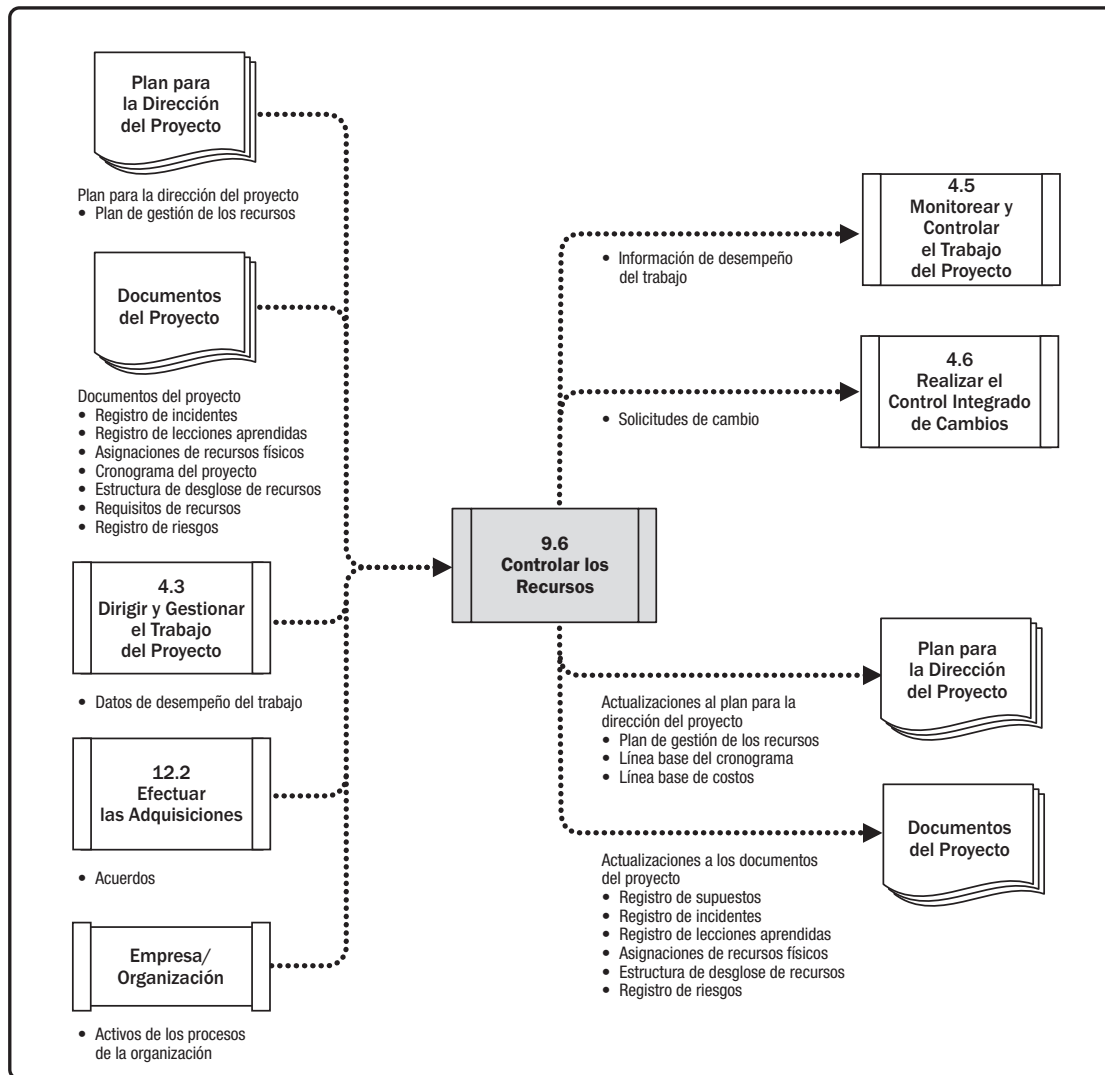 Plan para
la Dirección
del Proyecto
Plan para la dirección del proyecto
• Plan de gestión de los recursos
Documentos
del Proyecto
Documentos del proyecto
• Registro de incidentes
• Registro de lecciones aprendidas
• Asignaciones de recursos físicos
• Cronograma del proyecto
• Estructura de desglose de recursos
• Requisitos de recursos
• Registro de riesgos
4.3
Dirigir y Gestionar
el Trabajo
del Proyecto
• Datos de desempeño del trabajo
12.2
Efectuar
las Adquisiciones
• Acuerdos
Empresa/
Organización
• Activos de los procesos
de la organización
9.6
Controlar los
Recursos
• Información de desempeño
del trabajo
4.5
Monitorear y
Controlar
el Trabajo
del Proyecto
• Solicitudes de cambio
4.6
Realizar el
Control Integrado
de Cambios
Actualizaciones al plan para la
dirección del proyecto
• Plan de gestión de los recursos
• Línea base del cronograma
• Línea base de costos
Plan para
la Dirección
del Proyecto
Actualizaciones a los documentos
del proyecto
• Registro de supuestos
• Registro de incidentes
• Registro de lecciones aprendidas
• Asignaciones de recursos físicos
• Estructura de desglose de recursos
• Registro de riesgos
Documentos
del Proyecto